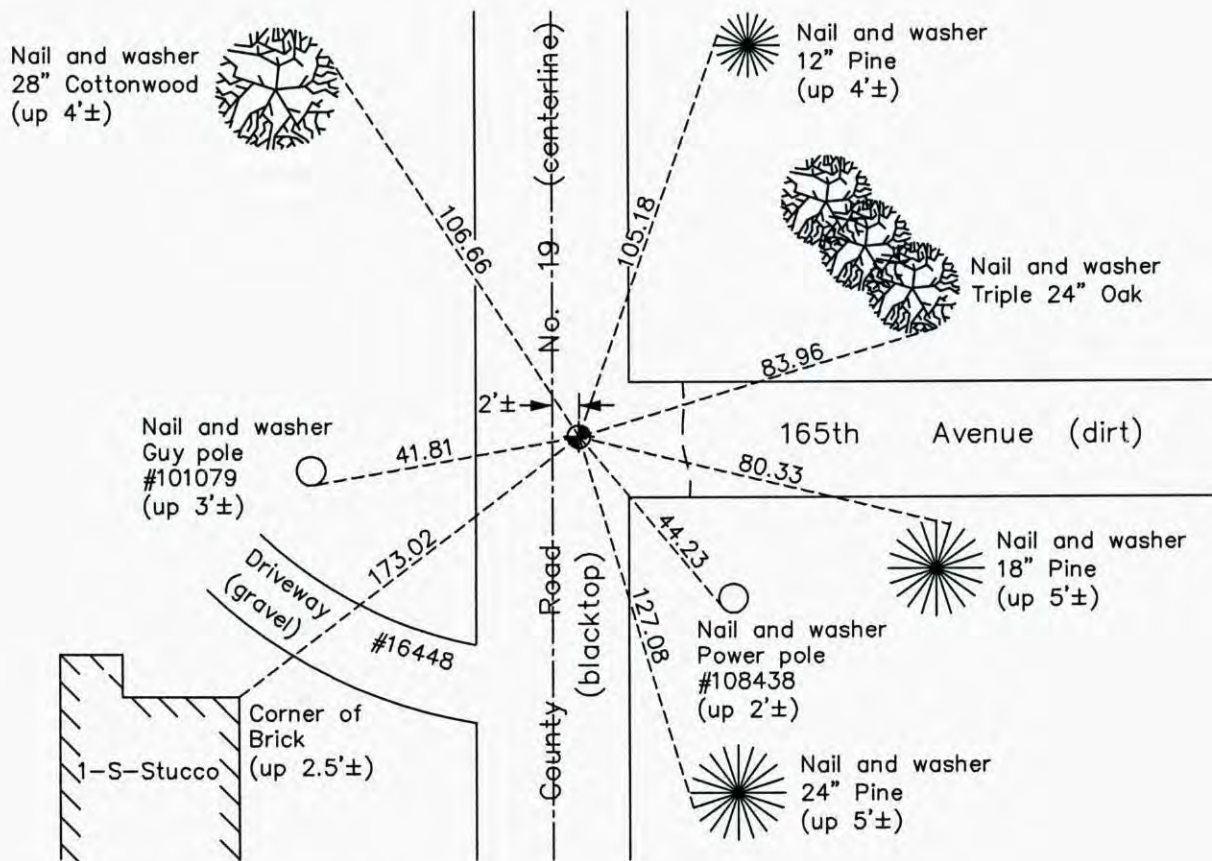 Nail and washer
28" Cottonwood
(up 4'±)
Nail and washer
12" Pine
(up 4'±)
106.66
County Road No. 19 (centerline)
(blacktop)
105.18
Nail and washer
Triple 24" Oak
83.96
2'±
Nail and washer
Guy pole
#101079
(up 3'±)
41.81
165th Avenue (dirt)
80.33
173.02
44.23
Nail and washer
18" Pine
(up 5'±)
Driveway
(gravel)
#16448
127.08
Nail and washer
Power pole
#108438
(up 2'±)
Corner of
Brick
(up 2.5'±)
1-S-Stucco
Nail and washer
24" Pine
(up 5'±)